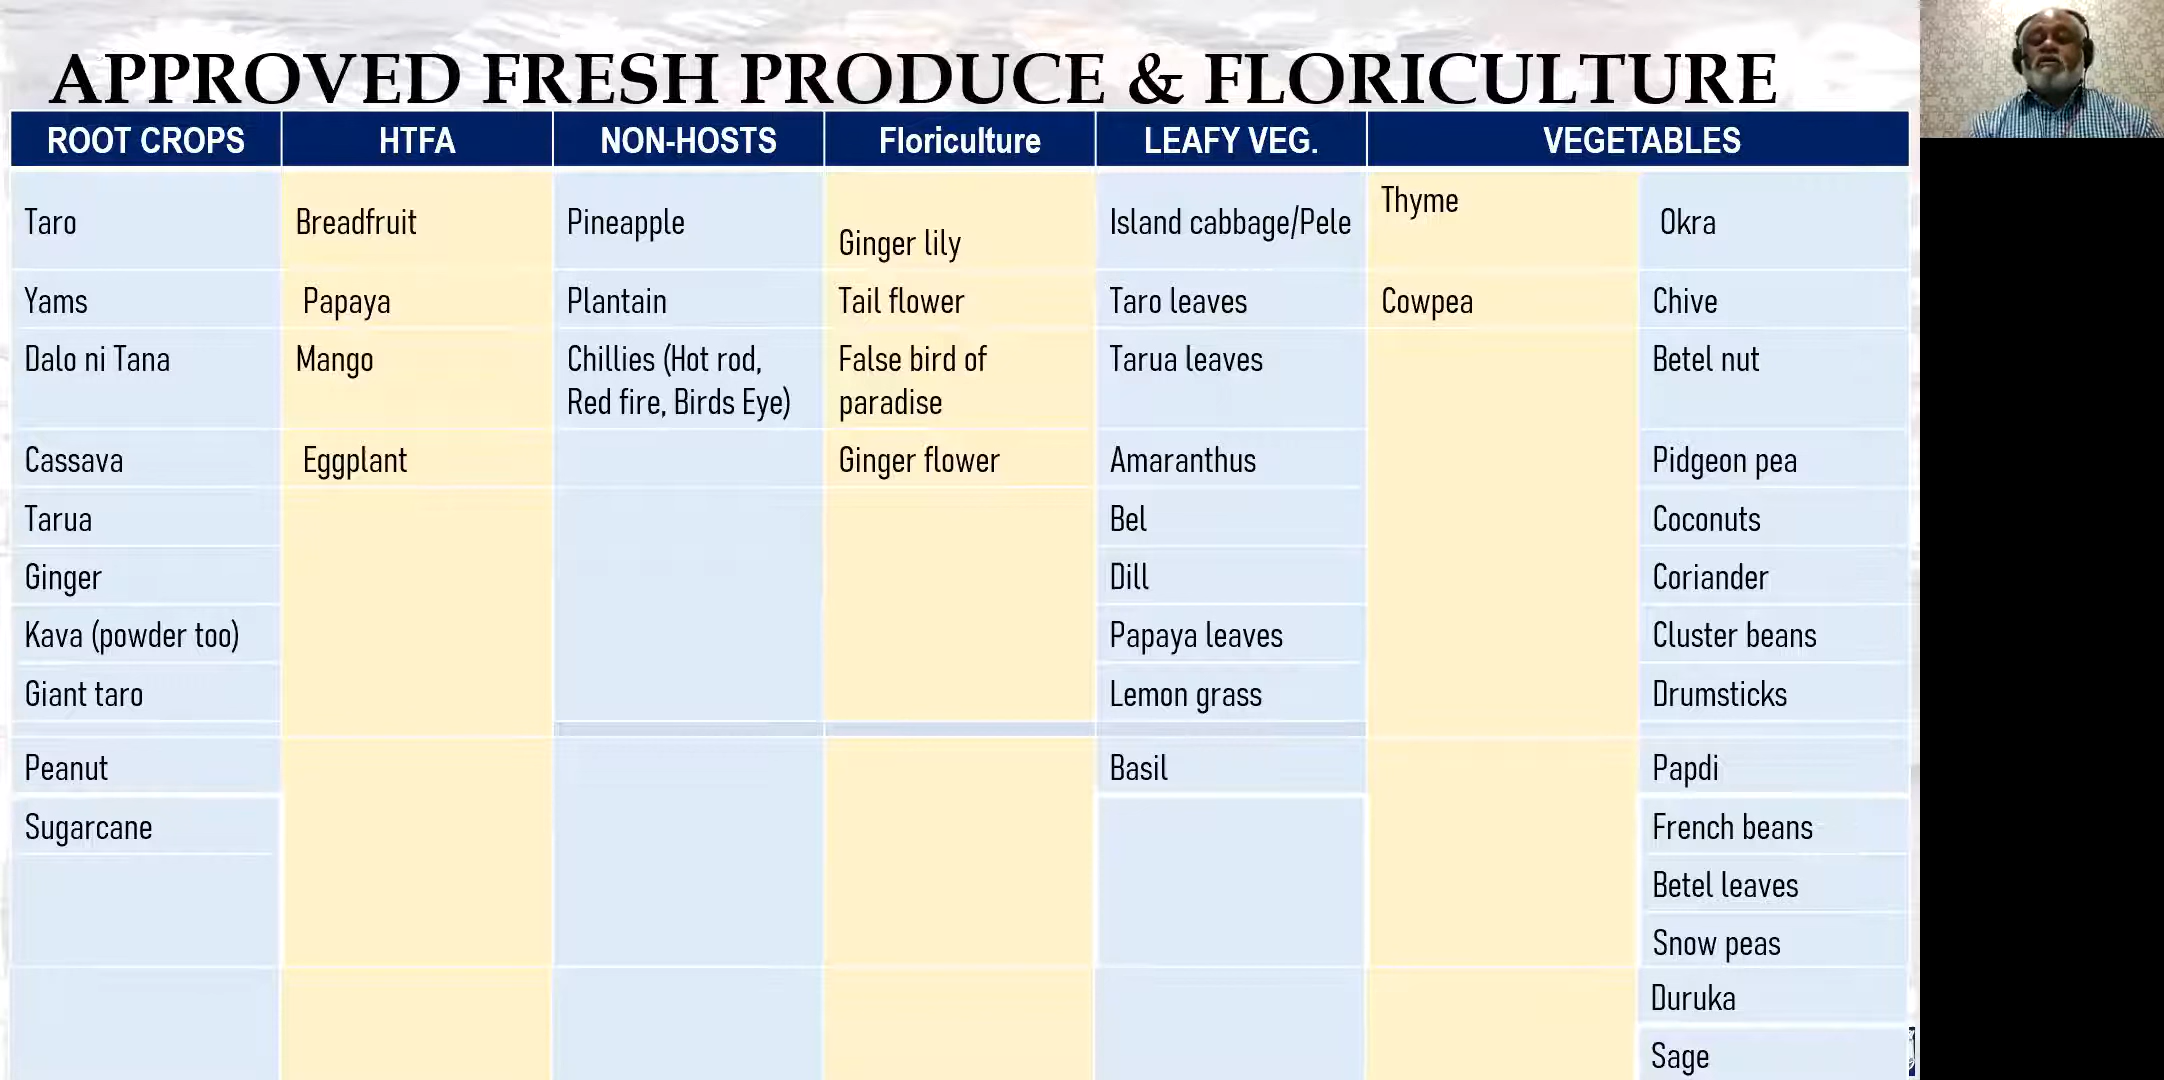 APPROVED FRESH PRODUCE & FLORICULTURE
ROOT CROPS HTFA NON-HOSTS Floriculture LEAFY VEG. VEGETABLES
Taro Breadfruit Pineapple Ginger lily Island cabbage/Pele Thyme Okra
Yams Papaya Plantain Tail flower Taro leaves Cowpea Chive
Dalo ni Tana Mango Chillies (Hot rod, False bird of Tarua leaves Betel nut
Red fire, Birds Eye) paradise
Cassava Eggplant Ginger flower Amaranthus Pidgeon pea
Tarua Bel Coconuts
Ginger Dill Coriander
Kava (powder too) Papaya leaves Cluster beans
Giant taro Lemon grass Drumsticks
Peanut Basil Papdi
Sugarcane French beans
Betel leaves
Snow peas
Duruka
Sage